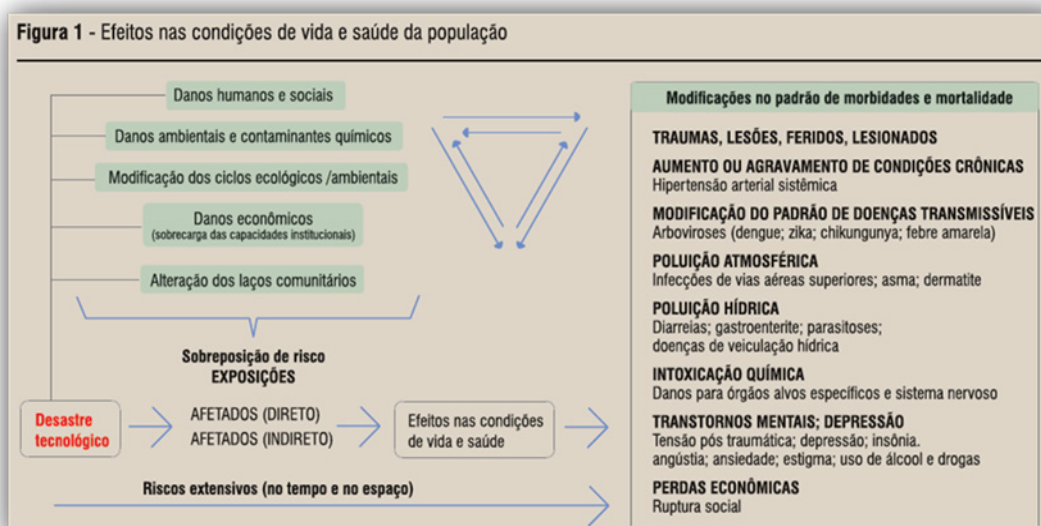 Figura 1 - Efeitos nas condições de vida e saúde da população
Danos humanos e sociais
Danos ambientais e contaminantes químicos
Modificação dos ciclos ecológicos /ambientais
Danos econômicos
(sobrecarga das capacidades institucionais)
Alteração dos laços comunitários
Sobreposição de risco
EXPOSIÇÕES
Desastre
tecnológico
AFETADOS (DIRETO)
AFETADOS (INDIRETO)
Efeitos nas condições
de vida e saúde
Riscos extensivos (no tempo e no espaço)
Modificações no padrão de morbidades e mortalidade
TRAUMAS, LESÕES, FERIDOS, LESIONADOS
AUMENTO OU AGRAVAMENTO DE CONDIÇÕES CRÔNICAS
Hipertensão arterial sistêmica
MODIFICAÇÃO DO PADRÃO DE DOENÇAS TRANSMISSÍVEIS
Arboviroses (dengue; zika; chikungunya; febre amarela)
POLUIÇÃO ATMOSFÉRICA
Infecções de vias aéreas superiores; asma; dermatite
POLUIÇÃO HÍDRICA
Diarreias; gastroenterite; parasitoses;
doenças de veiculação hídrica
INTOXICAÇÃO QUÍMICA
Danos para órgãos alvos específicos e sistema nervoso
TRANSTORNOS MENTAIS; DEPRESSÃO
Tensão pós traumática; depressão; insônia.
angústia; ansiedade; estigma; uso de álcool e drogas
PERDAS ECONÔMICAS
Ruptura social